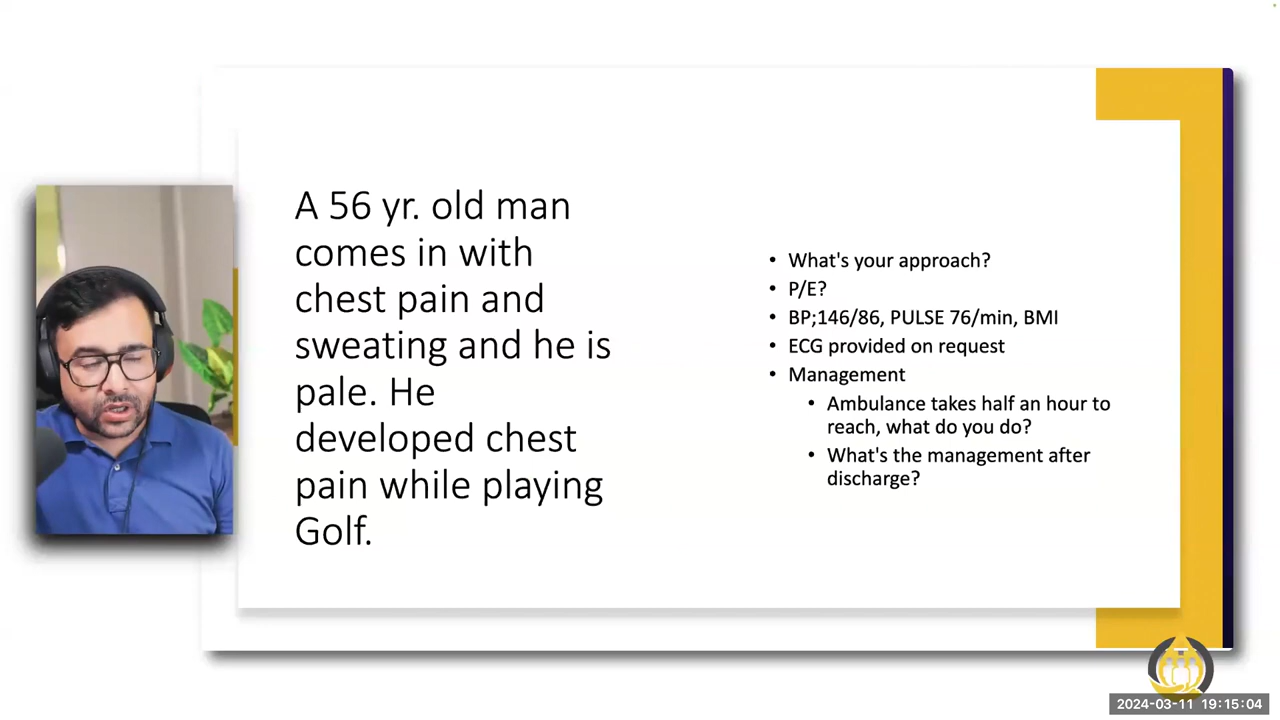 A 56 yr. old man
comes in with
chest pain and
sweating and he is
pale. He
developed chest
pain while playing
Golf.
• What's your approach?
• P/E?
• BP;146/86, PULSE 76/min, BMI
• ECG provided on request
• Management
• Ambulance takes half an hour to
reach, what do you do?
• What's the management after
discharge?
2024-03-11 19:15:04